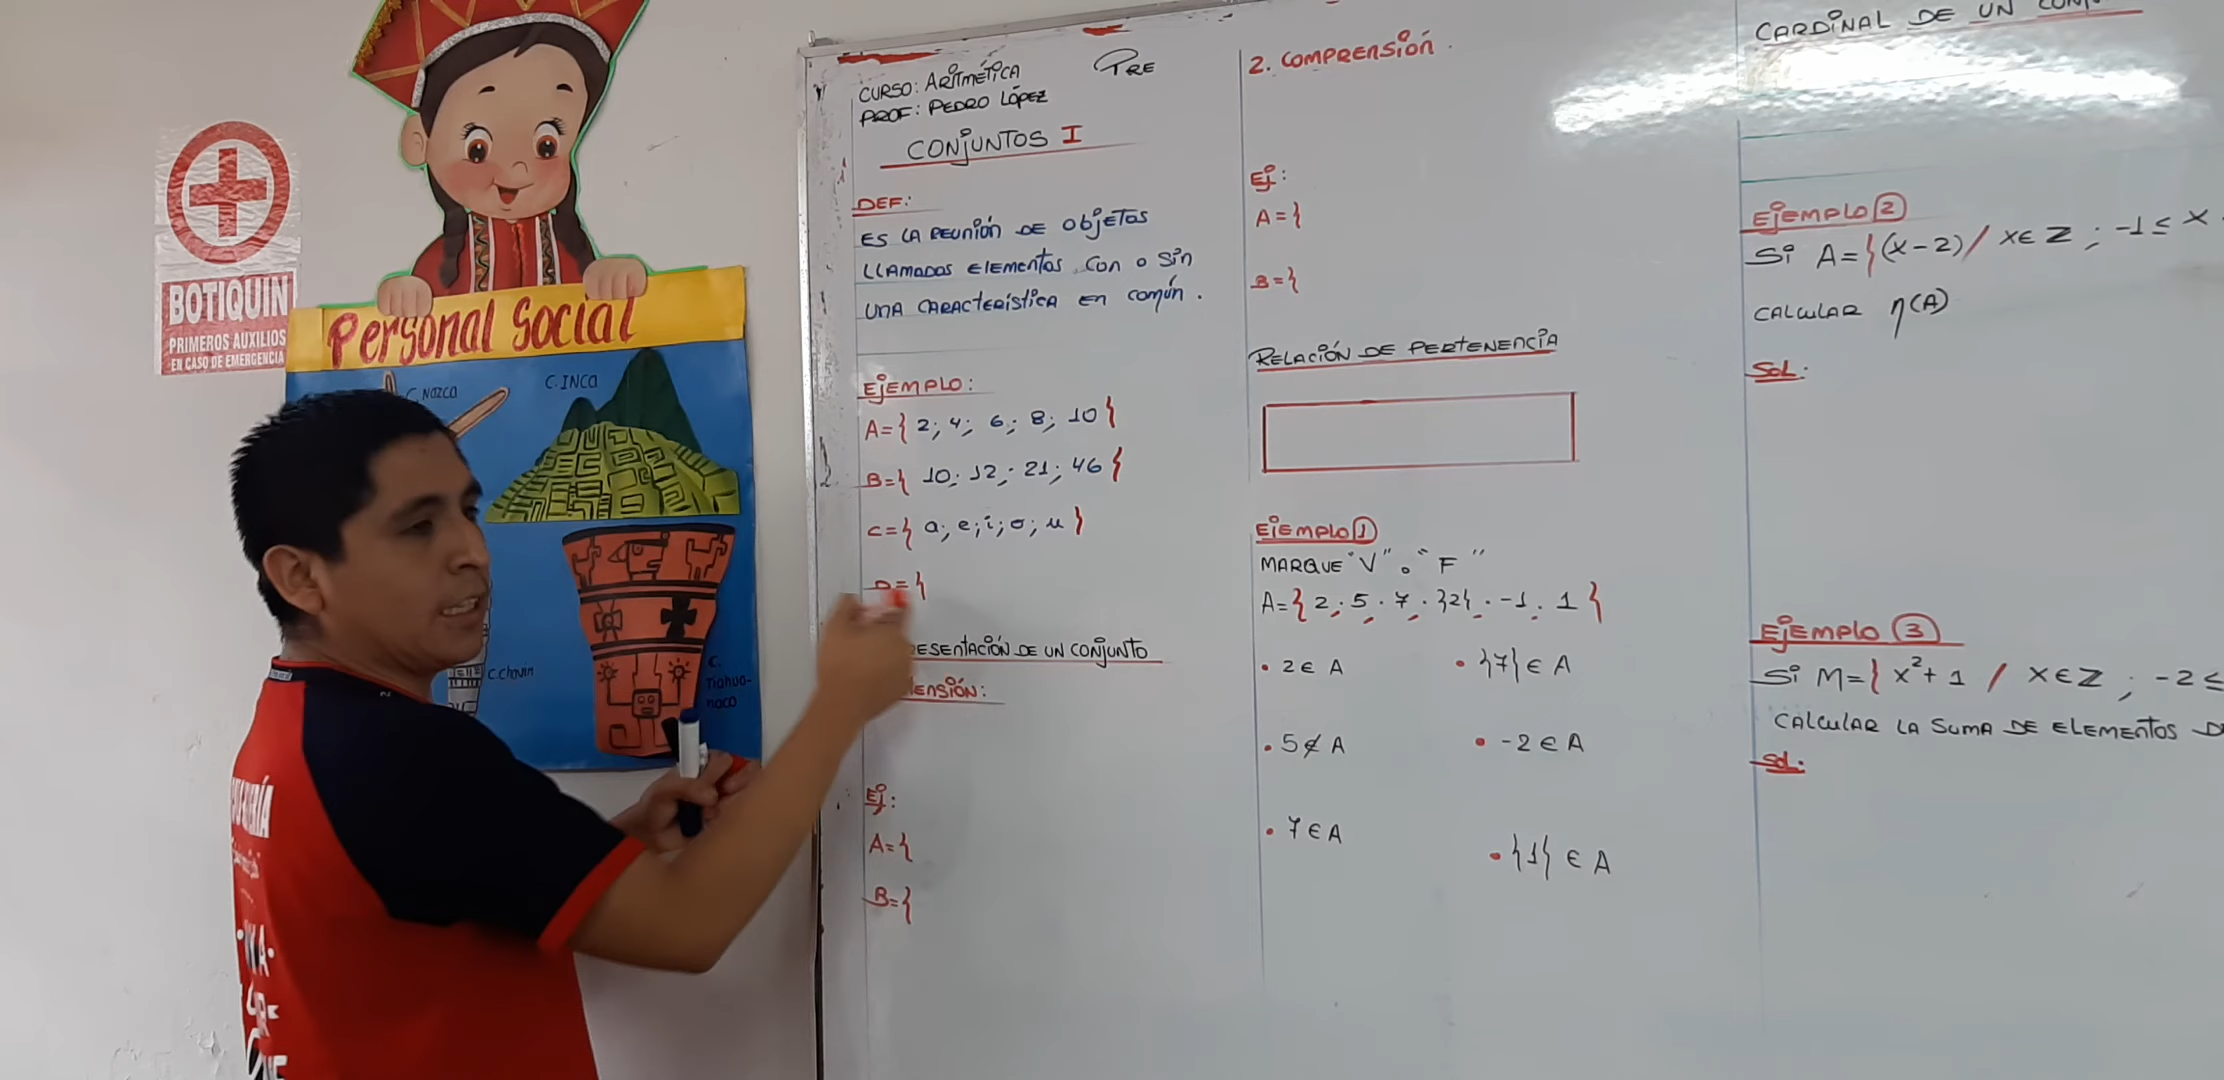 BOTIQUIN
PRIMEROS AUXILIOS
EN CASO DE EMERGENCIA
Personal Social
C. Nazca
C. INCA
C. Chavin
C. Tiahua-
naco
CURSO: ARITMÉTICA
PRE
PROF: PEDRO LÓPEZ
CONJUNTOS I
DEF:
ES LA REUNIÓN DE OBJETOS
LLAMADOS ELEMENTOS CON O SIN
UNA CARACTERÍSTICA EN COMÚN.
EJEMPLO:
A={ 2; 4; 6; 8; 10}
B={ 10; 12; 21; 46}
C={ a; e; i; o; u}
={
ESENTACIÓN DE UN CONJUNTO
ENSIÓN:
EJ:
A={
B={
2. COMPRENSIÓN.
EJ:
A={
B={
RELACIÓN DE PERTENENCIA
EJEMPLO 1
MARQUE "V" o "F"
A={2; 5; 7; {2}; -1; 1}
• 2 ∈ A • {7} ∈ A
• 5 ∉ A • -2 ∈ A
• 7 ∈ A • {1} ∈ A
CARDINAL DE UN
EJEMPLO 2
Si A={(x-2)/ x∈Z ; -1≤ x
CALCULAR η(A)
SOL.
EJEMPLO 3
Si M={ x²+1 / x∈Z ; -2≤
CALCULAR LA SUMA DE ELEMENTOS D
SOL.